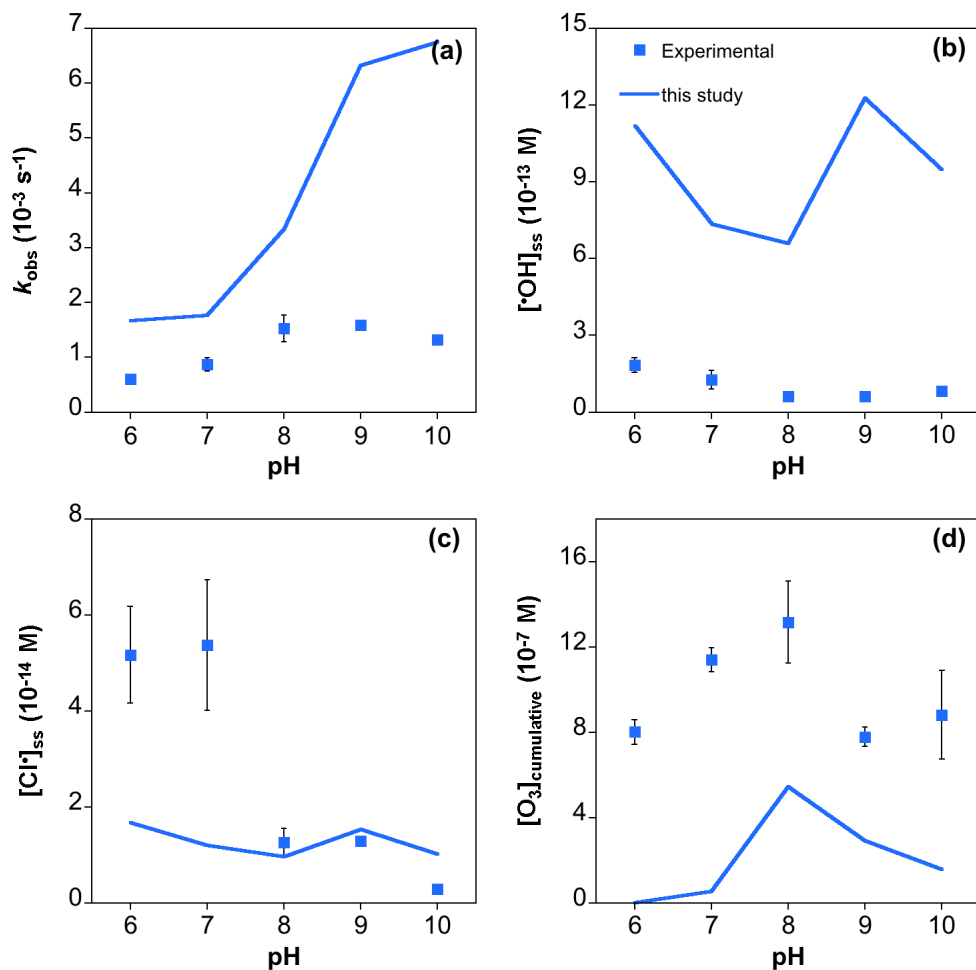 (a)
7
6
5
4
3
2
1
0
k_obs (10⁻³ s⁻¹)
6 7 8 9 10
pH
(b)
Experimental
this study
15
12
9
6
3
0
[•OH]ss (10⁻¹³ M)
6 7 8 9 10
pH
(c)
8
6
4
2
0
[Cl•]ss (10⁻¹⁴ M)
6 7 8 9 10
pH
(d)
16
12
8
4
0
[O₃]cumulative (10⁻⁷ M)
6 7 8 9 10
pH